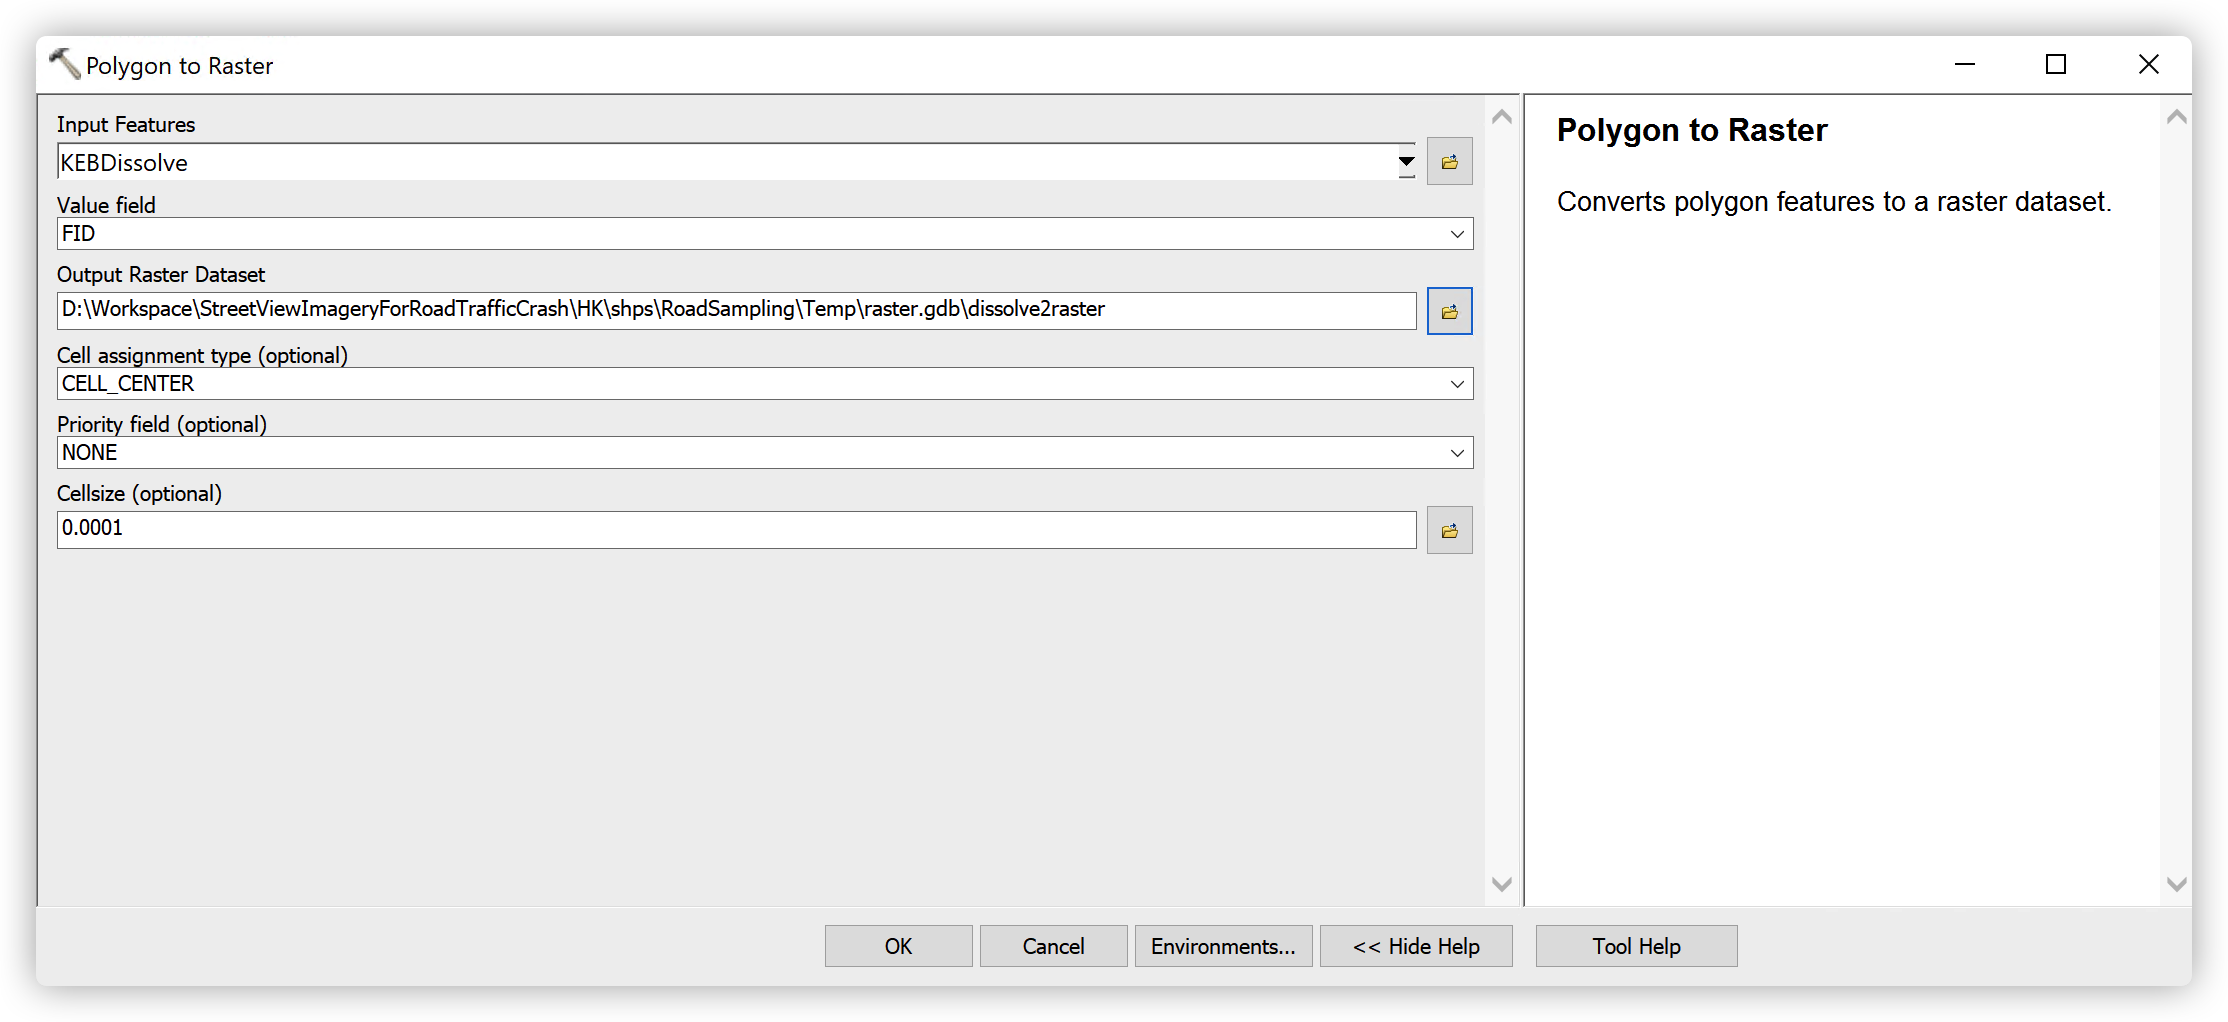 Polygon to Raster
Input Features
KEBDissolve
Value field
FID
Output Raster Dataset
D:\Workspace\StreetViewImageryForRoadTrafficCrash\HK\shps\RoadSampling\Temp\raster.gdb\dissolve2raster
Cell assignment type (optional)
CELL_CENTER
Priority field (optional)
NONE
Cellsize (optional)
0.0001
Polygon to Raster
Converts polygon features to a raster dataset.
OK
Cancel
Environments...
<< Hide Help
Tool Help